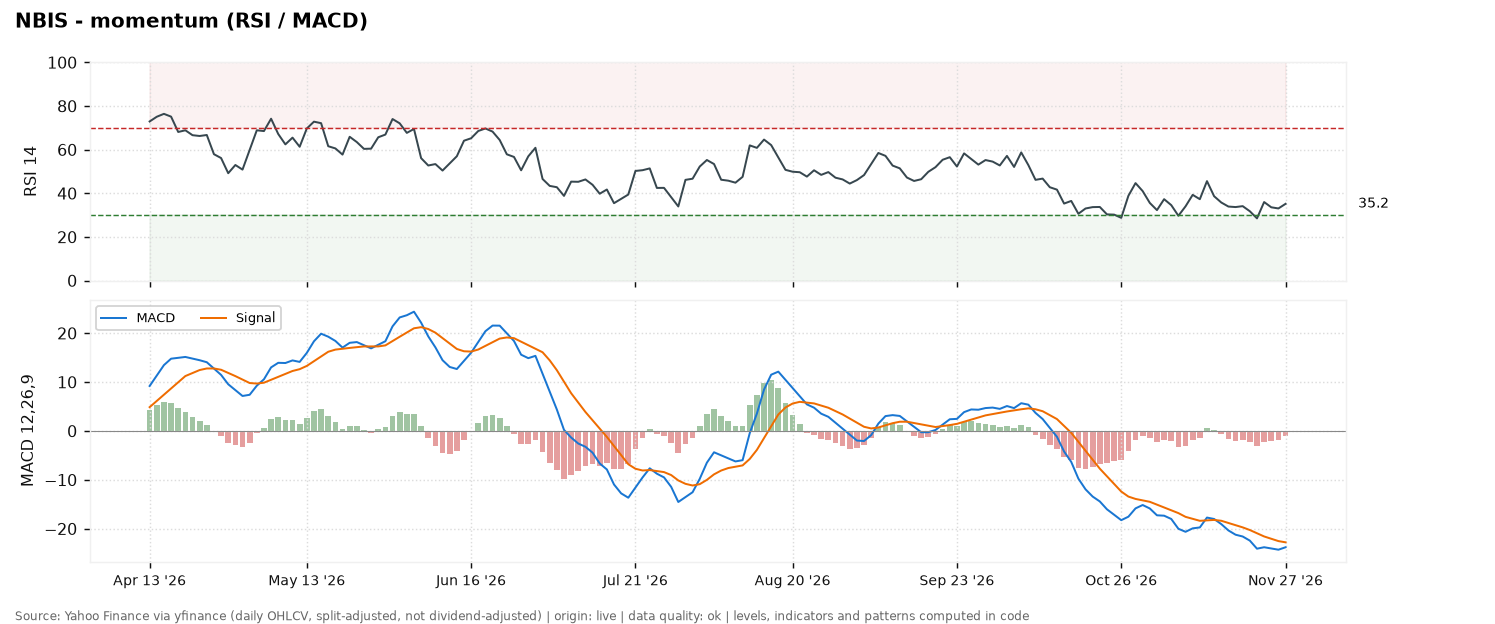 NBIS - momentum (RSI / MACD)
100
80
60
40
20
0
RSI 14
35.2
MACD
Signal
20
10
0
−10
−20
MACD 12,26,9
Apr 13 '26
May 13 '26
Jun 16 '26
Jul 21 '26
Aug 20 '26
Sep 23 '26
Oct 26 '26
Nov 27 '26
Source: Yahoo Finance via yfinance (daily OHLCV, split-adjusted, not dividend-adjusted) | origin: live | data quality: ok | levels, indicators and patterns computed in code